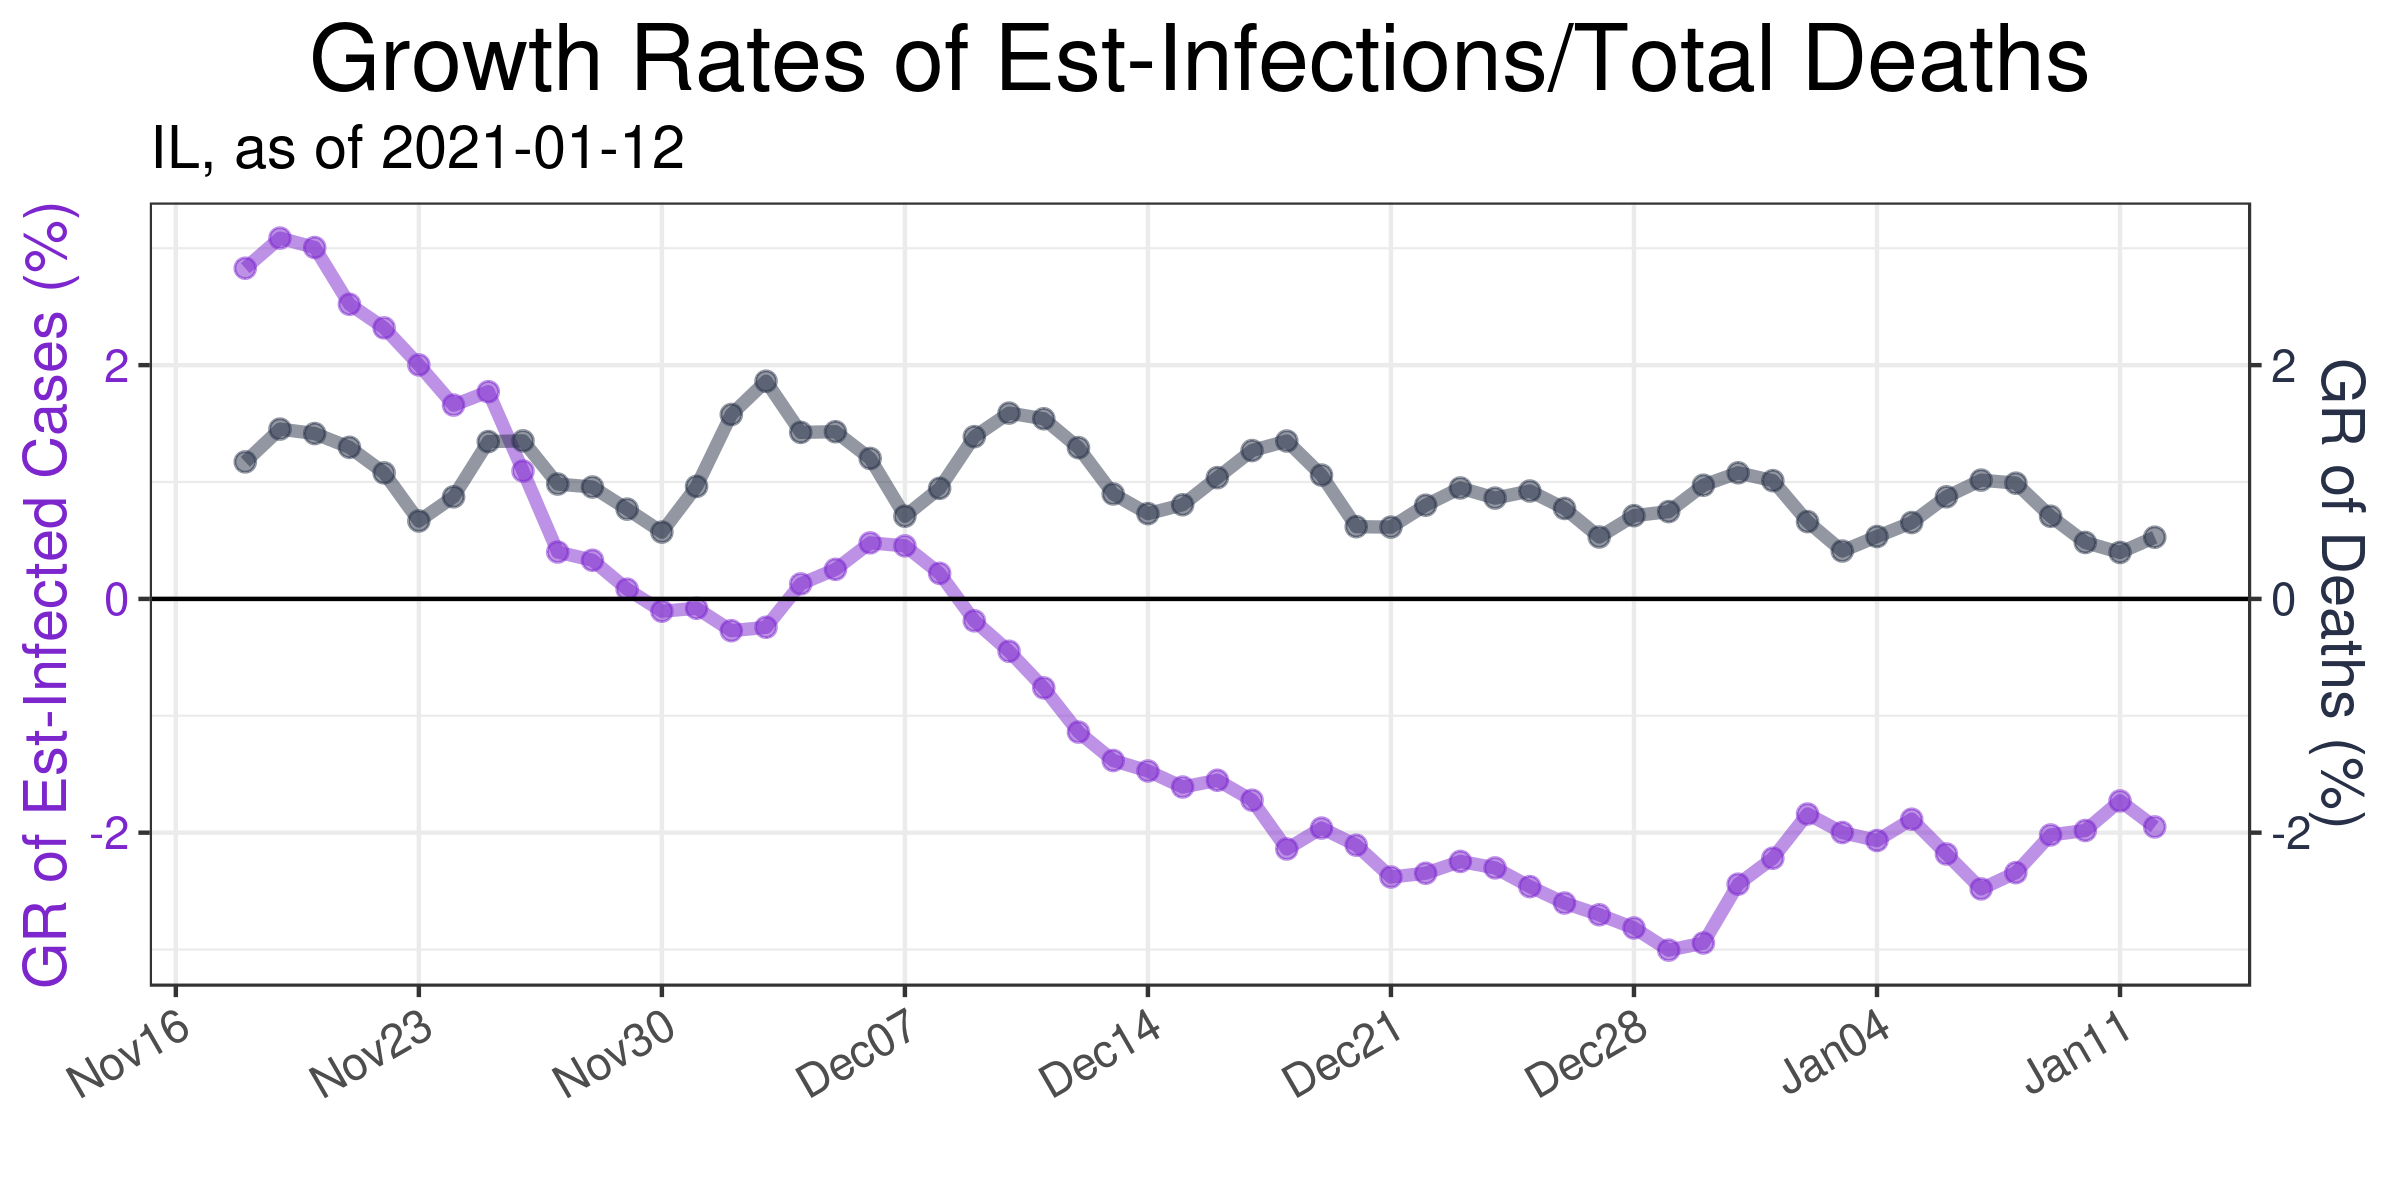 Growth Rates of Est-Infections/Total Deaths
IL, as of 2021-01-12
GR of Est-Infected Cases (%)
2
0
-2
2
0
-2
GR of Deaths (%)
Nov16
Nov23
Nov30
Dec07
Dec14
Dec21
Dec28
Jan04
Jan11